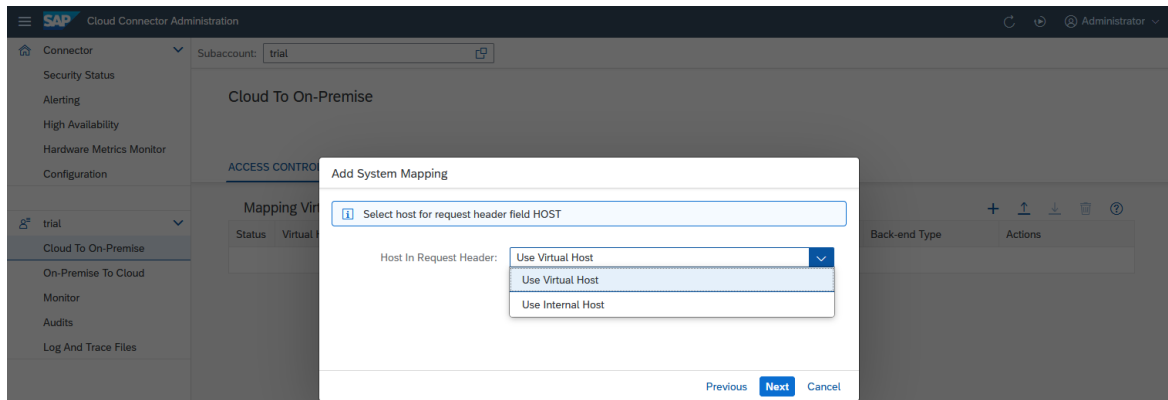 SAP Cloud Connector Administration
Administrator
Connector
Subaccount: trial
Security Status
Alerting
Cloud To On-Premise
High Availability
Hardware Metrics Monitor
Configuration
ACCESS CONTROL
Add System Mapping
Mapping Virt
Select host for request header field HOST
trial
Status Virtual H Back-end Type Actions
Cloud To On-Premise
Host In Request Header: Use Virtual Host
On-Premise To Cloud
Use Virtual Host
Monitor
Use Internal Host
Audits
Log And Trace Files
Previous Next Cancel